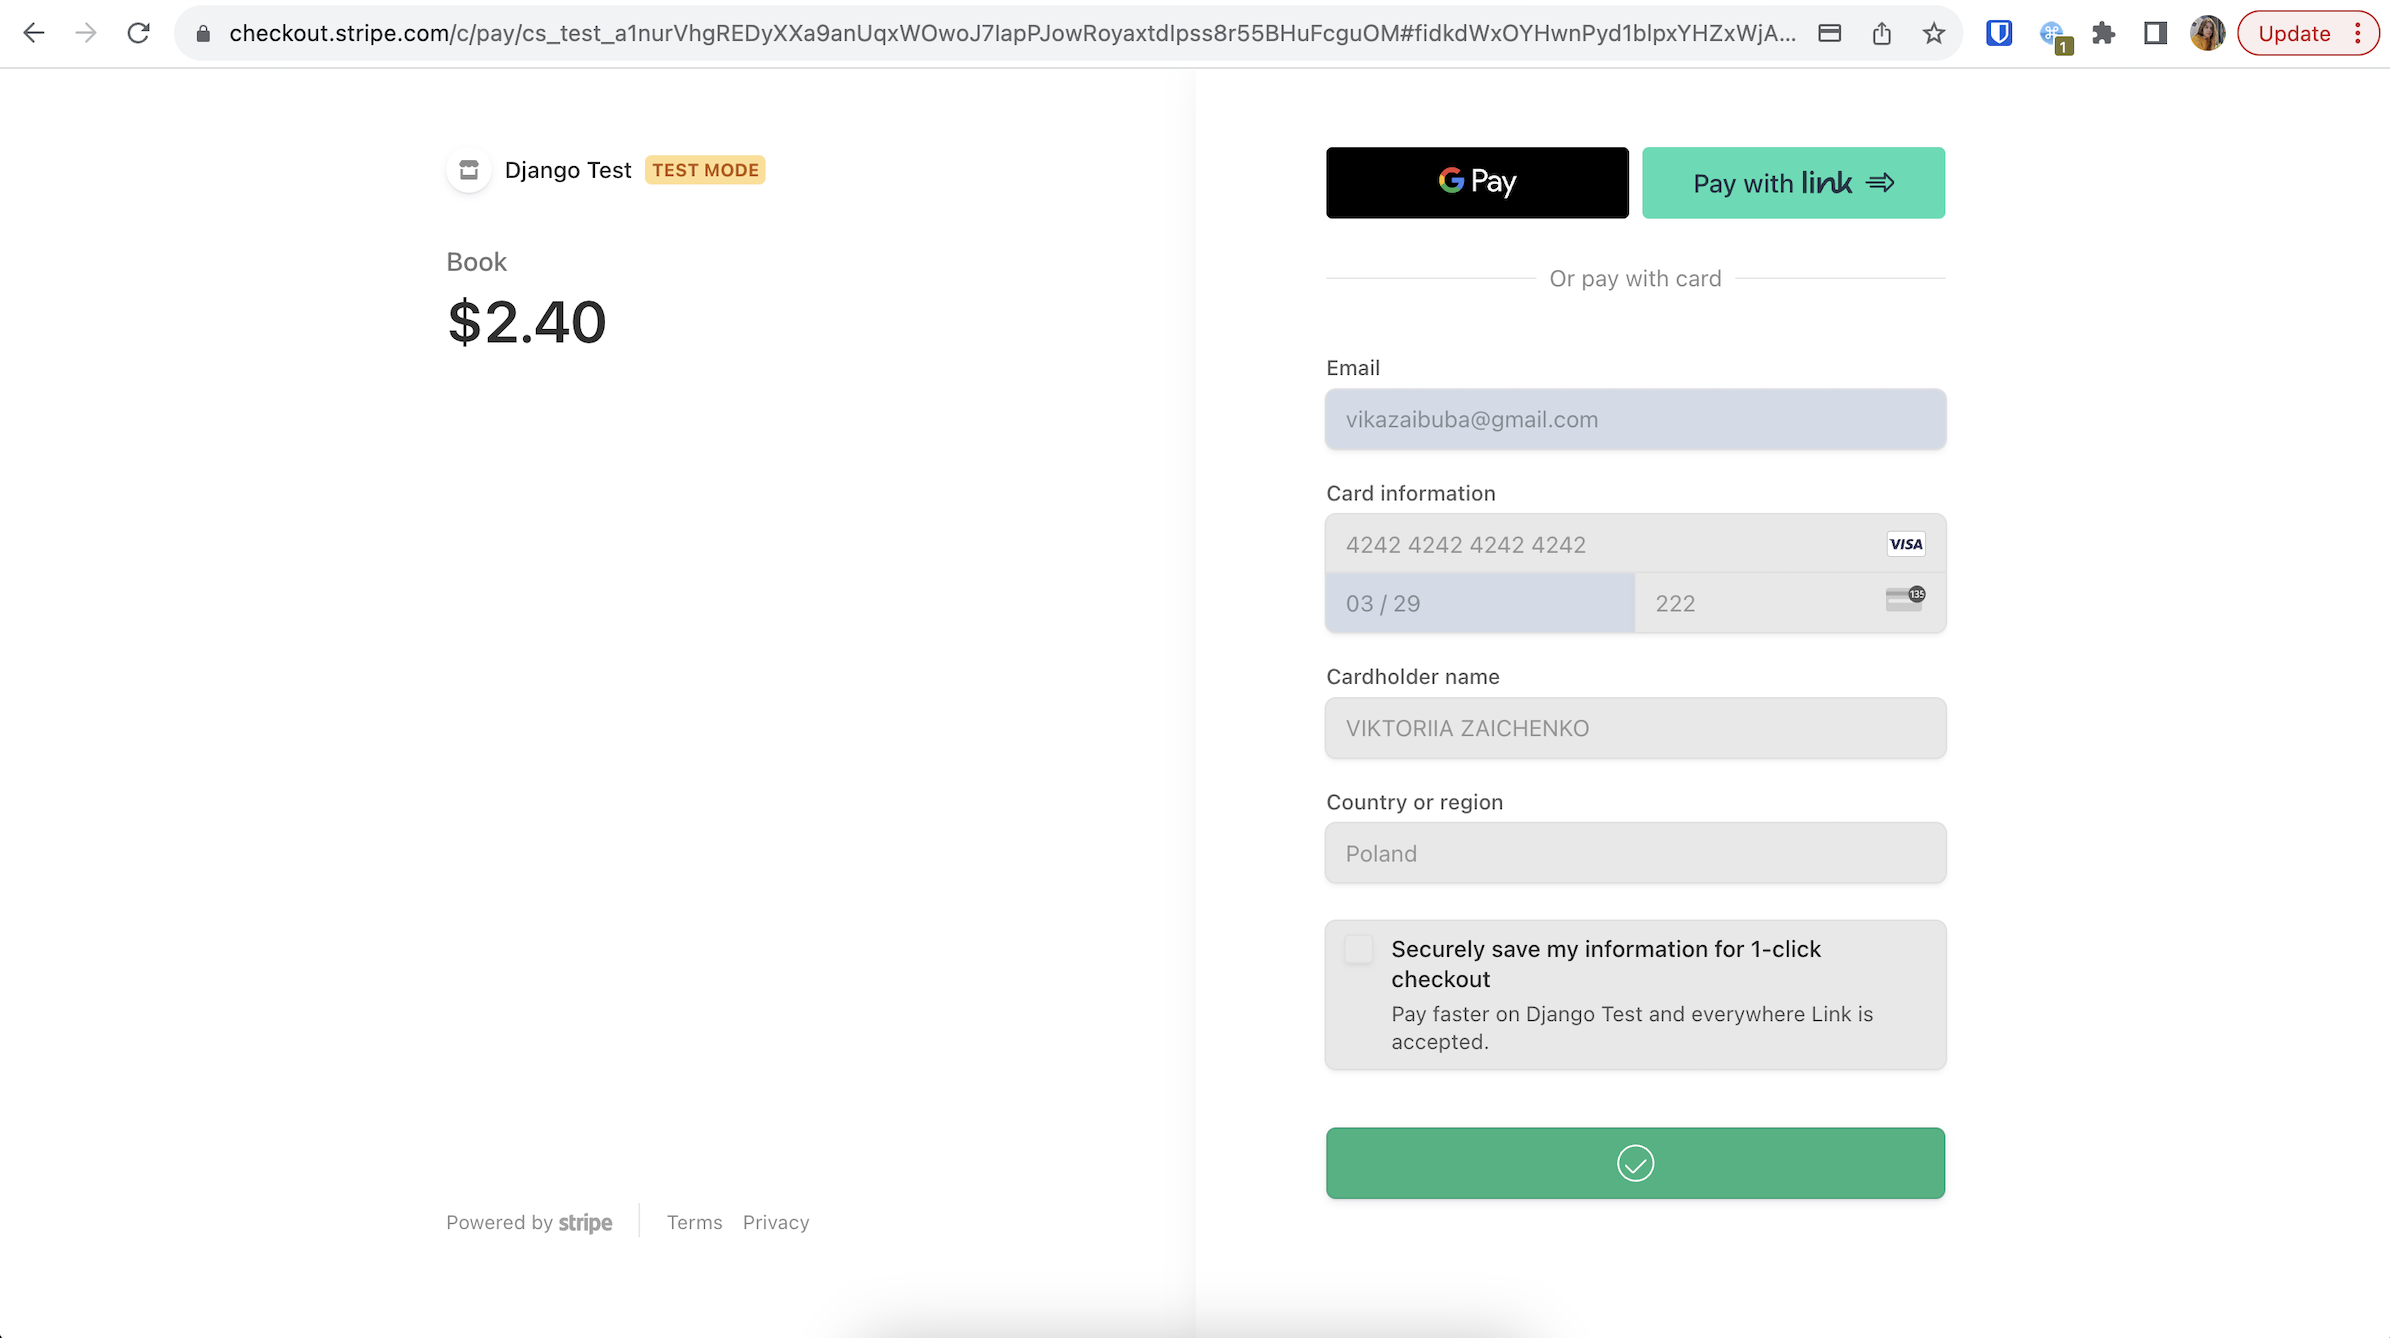 checkout.stripe.com/c/pay/cs_test_a1nurVhgREDyXXa9anUqxWOwoJ7lapPJowRoyaxtdIpss8r55BHuFcguOM#fidkdWxOYHwnPyd1blpxYHZxWjA...
1
Update
Django Test TEST MODE
Book
$2.40
Powered by stripe
Terms Privacy
G Pay
Pay with link
Or pay with card
Email
vikazaibuba@gmail.com
Card information
4242 4242 4242 4242
VISA
03 / 29
222
135
Cardholder name
VIKTORIIA ZAICHENKO
Country or region
Poland
Securely save my information for 1-click
checkout
Pay faster on Django Test and everywhere Link is
accepted.